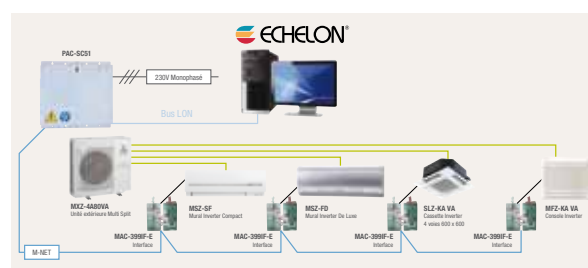 ECHELON®
PAC-SC51
230V Monophasé
Bus LON
MXZ-4A80VA
Unité extérieure Multi Split
MSZ-SF
Mural Inverter Compact
MSZ-FD
Mural Inverter De Luxe
SLZ-KA VA
Cassette Inverter
4 voies 600 x 600
MFZ-KA VA
Console Inverter
MAC-399IF-E
Interface
MAC-399IF-E
Interface
MAC-399IF-E
Interface
MAC-399IF-E
Interface
M-NET